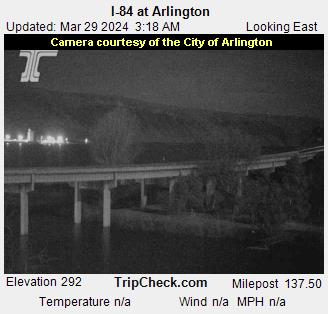 I-84 at Arlington
Updated: Mar 29 2024 3:18 AM Looking East
Camera courtesy of the City of Arlington
Elevation 292 TripCheck.com Milepost 137.50
Temperature n/a Wind n/a MPH n/a